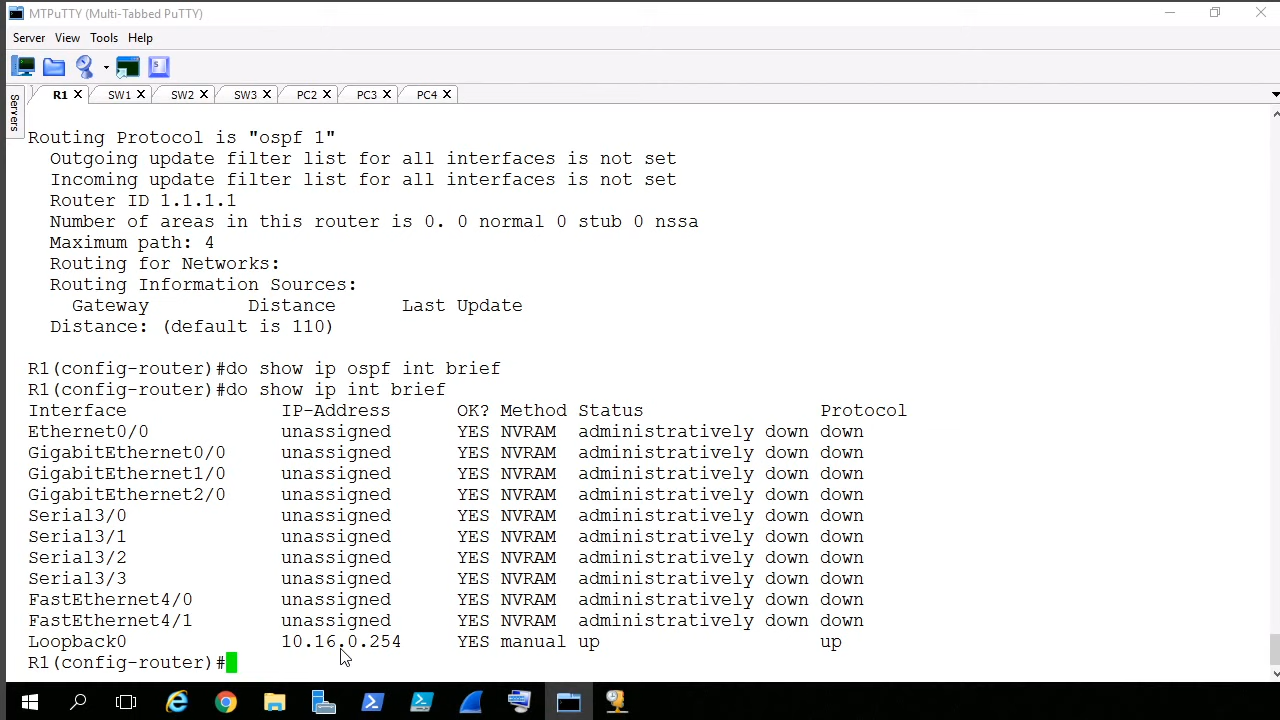 MTPuTTY (Multi-Tabbed PuTTY)
Server View Tools Help
R1 SW1 SW2 SW3 PC2 PC3 PC4
Servers
Routing Protocol is "ospf 1"
  Outgoing update filter list for all interfaces is not set
  Incoming update filter list for all interfaces is not set
  Router ID 1.1.1.1
  Number of areas in this router is 0. 0 normal 0 stub 0 nssa
  Maximum path: 4
  Routing for Networks:
  Routing Information Sources:
    Gateway         Distance      Last Update
  Distance: (default is 110)
R1(config-router)#do show ip ospf int brief
R1(config-router)#do show ip int brief
Interface              IP-Address      OK? Method Status                Protocol
Ethernet0/0            unassigned      YES NVRAM  administratively down down
GigabitEthernet0/0     unassigned      YES NVRAM  administratively down down
GigabitEthernet1/0     unassigned      YES NVRAM  administratively down down
GigabitEthernet2/0     unassigned      YES NVRAM  administratively down down
Serial3/0              unassigned      YES NVRAM  administratively down down
Serial3/1              unassigned      YES NVRAM  administratively down down
Serial3/2              unassigned      YES NVRAM  administratively down down
Serial3/3              unassigned      YES NVRAM  administratively down down
FastEthernet4/0        unassigned      YES NVRAM  administratively down down
FastEthernet4/1        unassigned      YES NVRAM  administratively down down
Loopback0              10.16.0.254     YES manual up                    up
R1(config-router)#